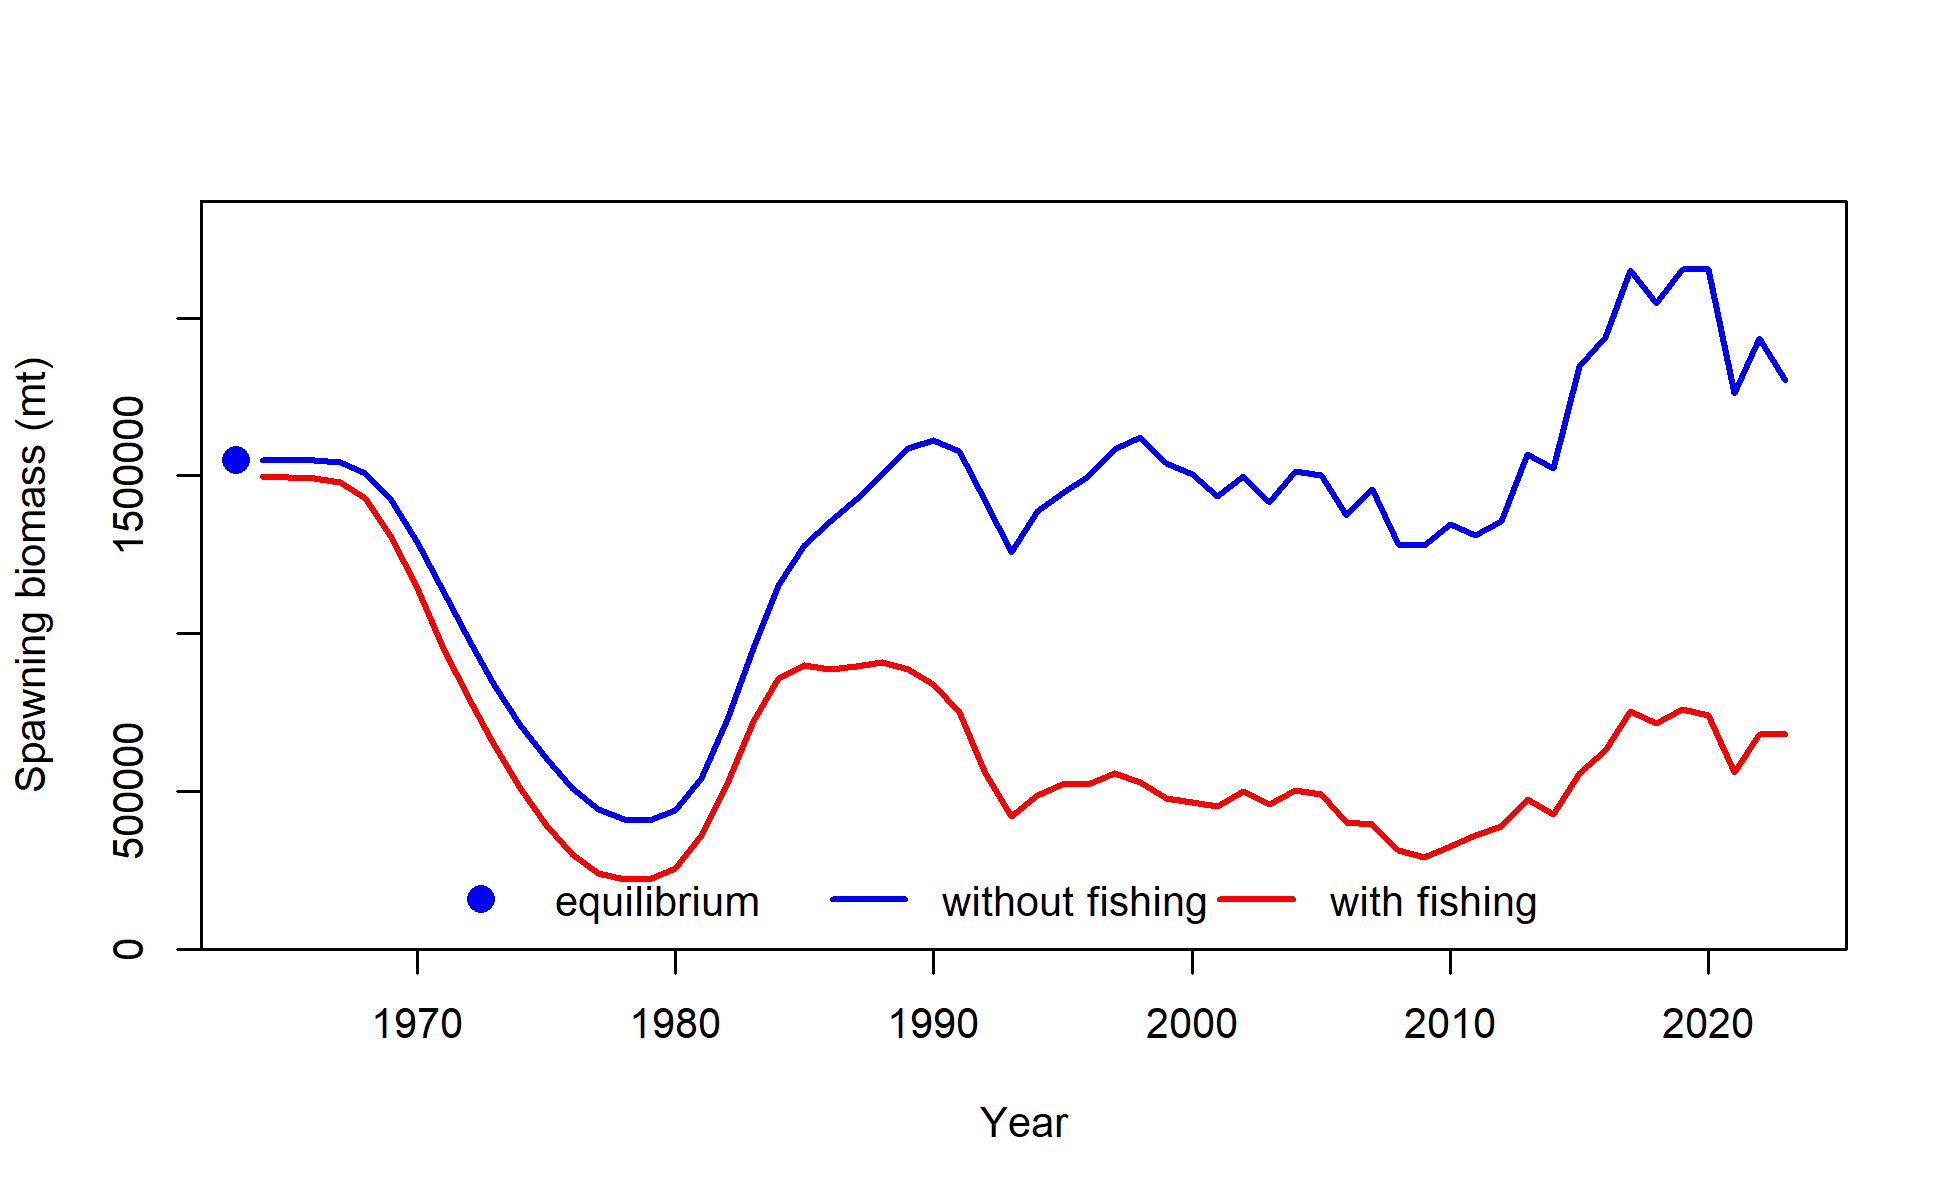 Spawning biomass (mt)
1500000
500000
0
equilibrium without fishing with fishing
1970 1980 1990 2000 2010 2020
Year